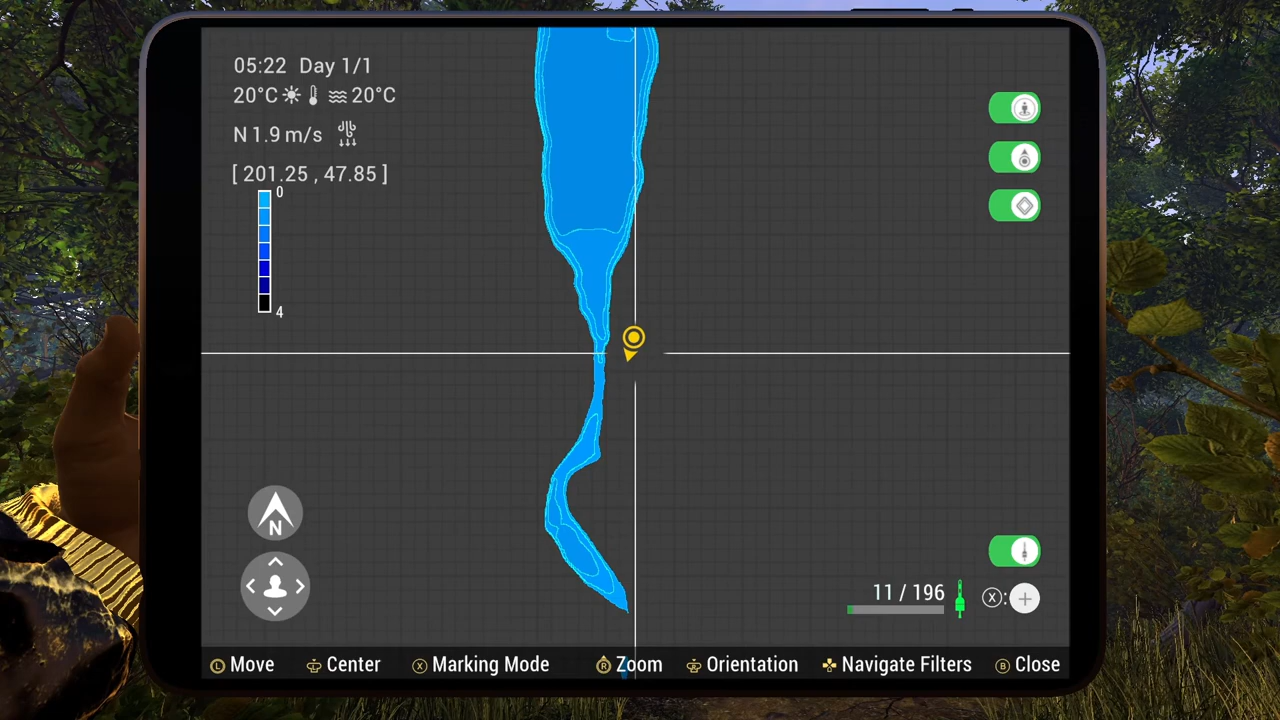 05:22 Day 1/1
20°C 20°C
N 1.9 m/s
[ 201.25 , 47.85 ]
0
4
N
11 / 196
X :
L Move Center X Marking Mode R Zoom Orientation Navigate Filters B Close